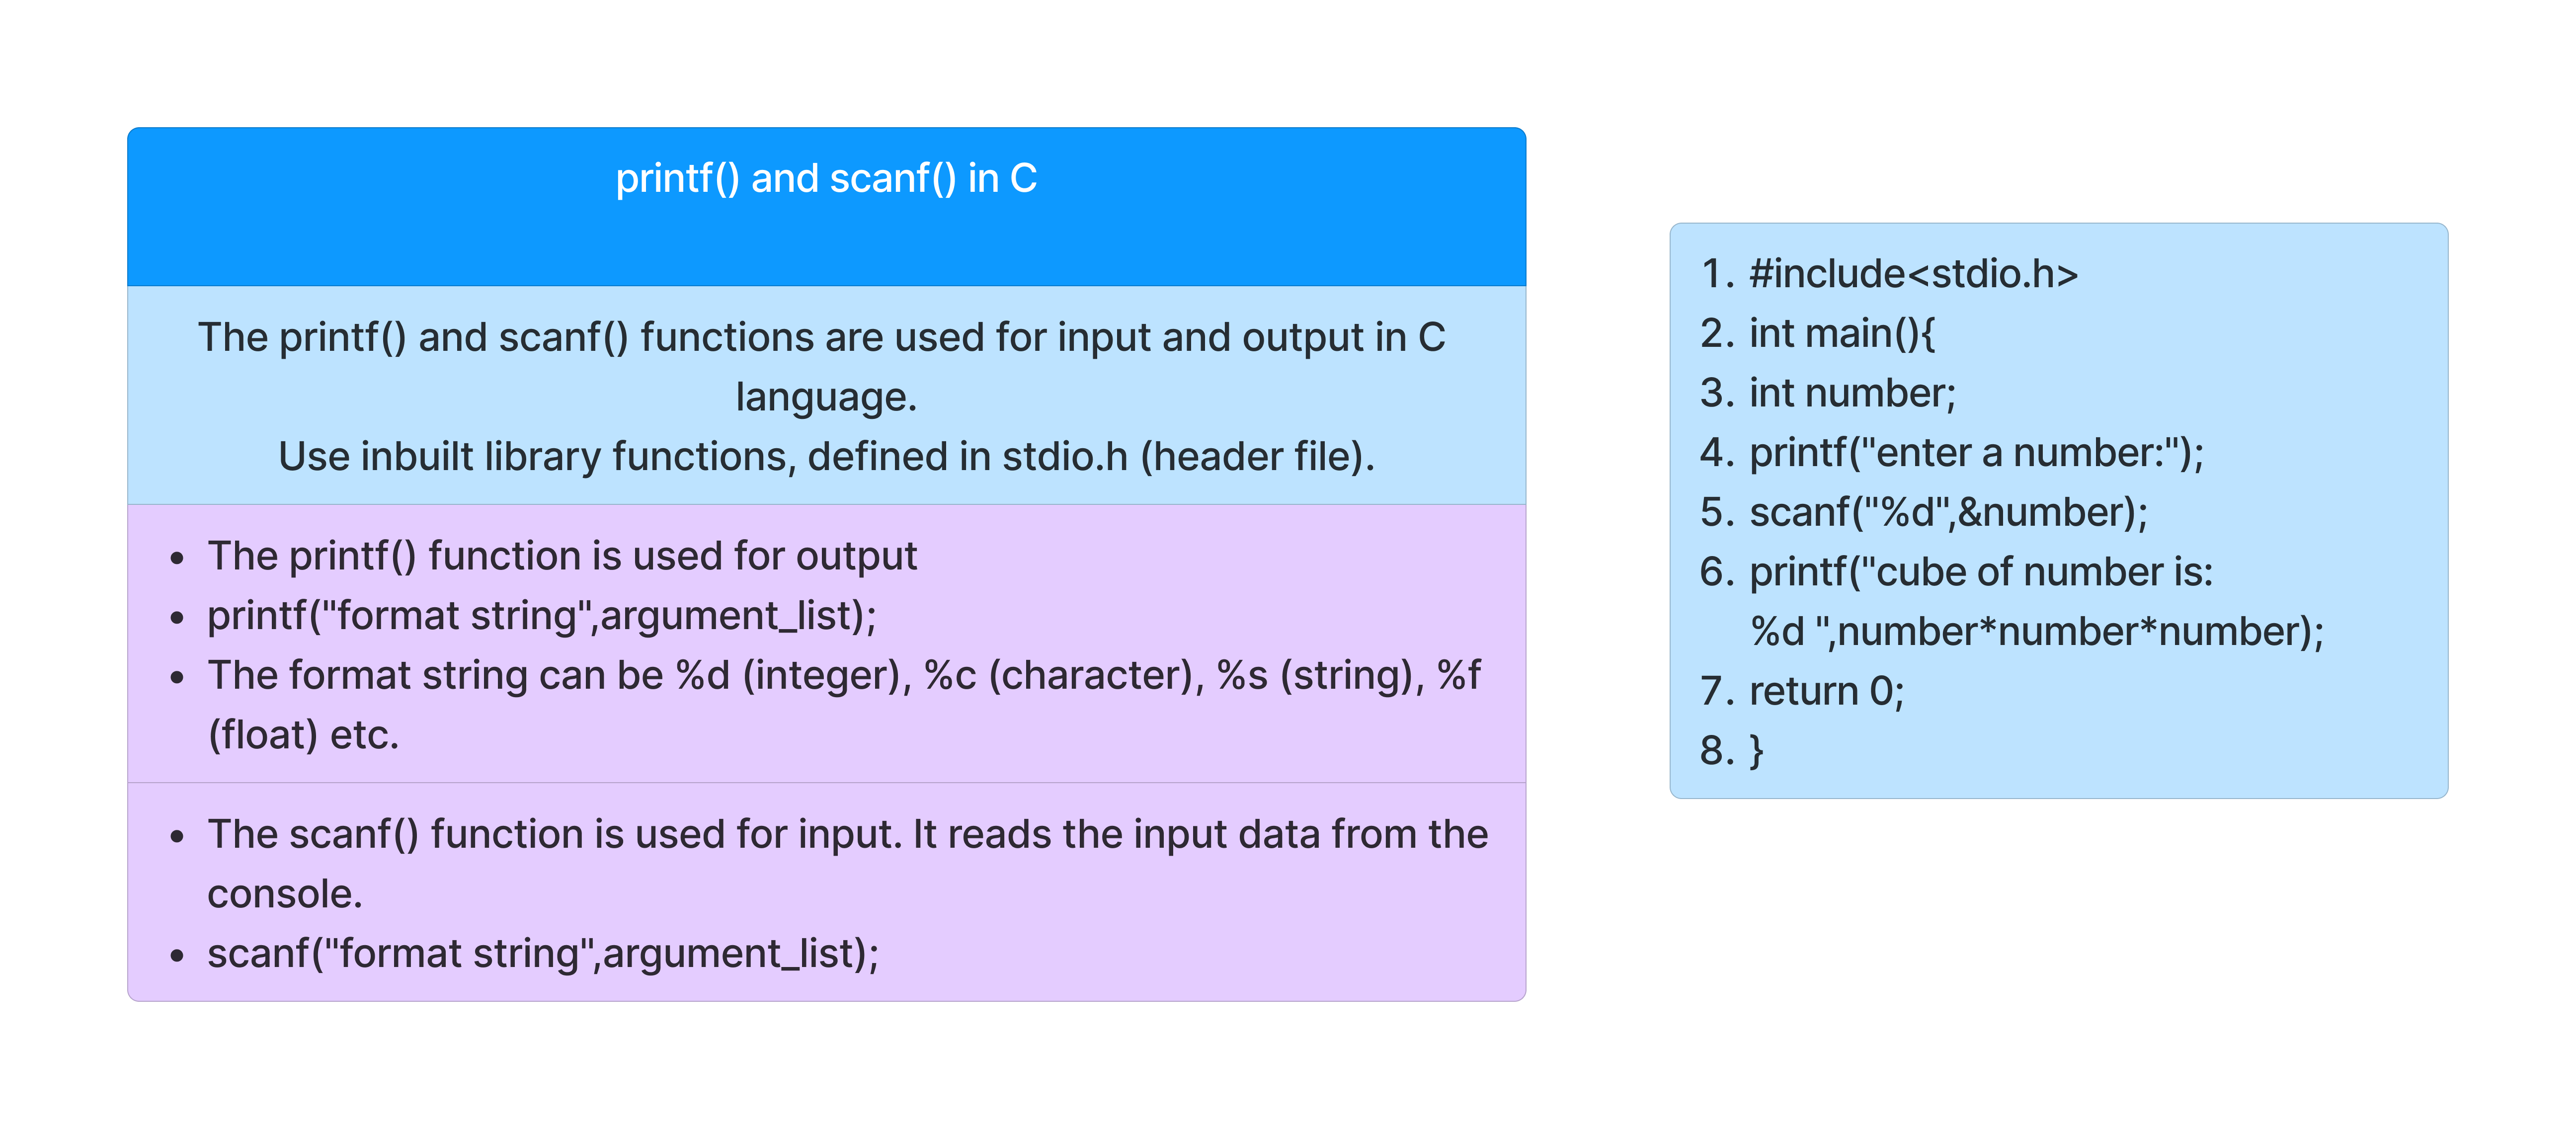 printf() and scanf() in C
The printf() and scanf() functions are used for input and output in C
language.
Use inbuilt library functions, defined in stdio.h (header file).
• The printf() function is used for output
• printf("format string",argument_list);
• The format string can be %d (integer), %c (character), %s (string), %f
(float) etc.
• The scanf() function is used for input. It reads the input data from the
console.
• scanf("format string",argument_list);
1. #include<stdio.h>
2. int main(){
3. int number;
4. printf("enter a number:");
5. scanf("%d",&number);
6. printf("cube of number is:
%d ",number*number*number);
7. return 0;
8. }